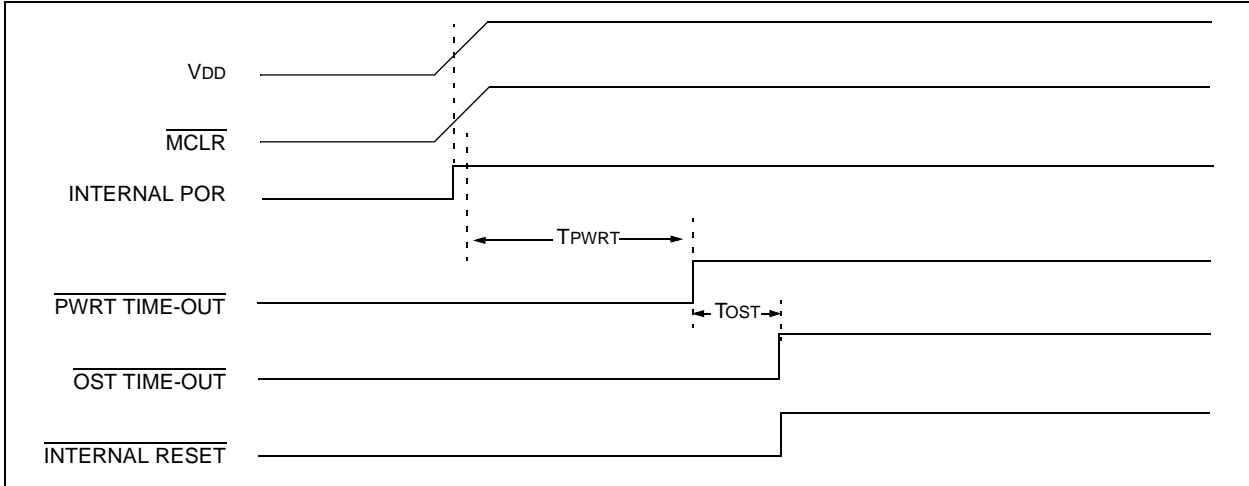 VDD
MCLR
INTERNAL POR
TPWRT
PWRT TIME-OUT
TOST
OST TIME-OUT
INTERNAL RESET